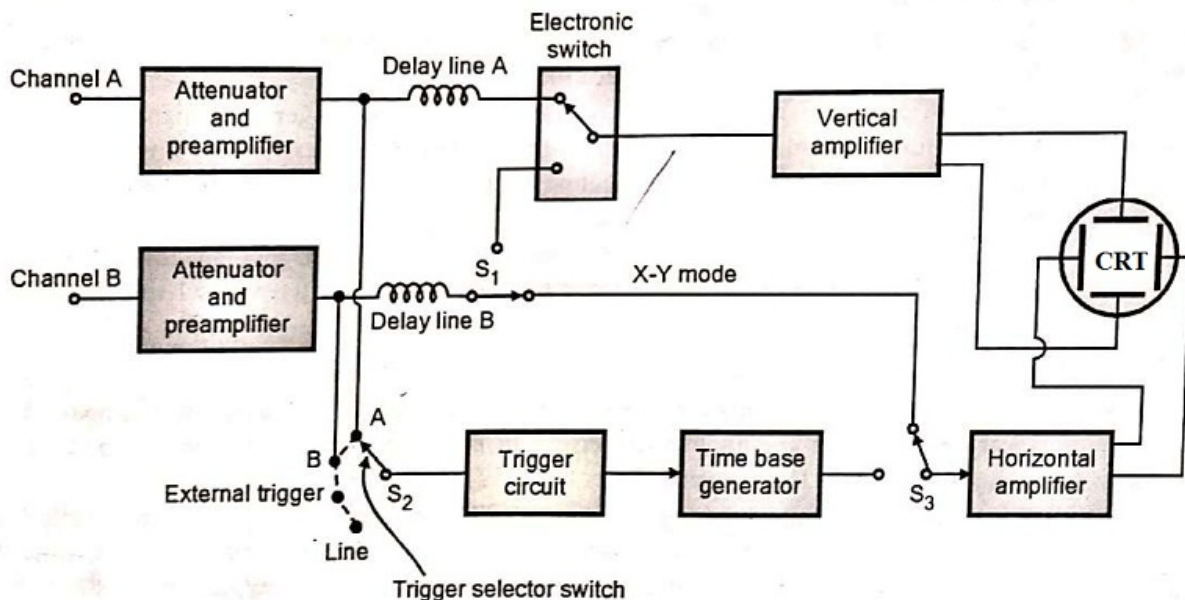 Electronic
switch
Channel A
Attenuator
and
preamplifier
Delay line A
Vertical
amplifier
CRT
S1
Channel B
Attenuator
and
preamplifier
Delay line B
X-Y mode
A
B
External trigger
Line
S2
Trigger selector switch
Trigger
circuit
Time base
generator
S3
Horizontal
amplifier